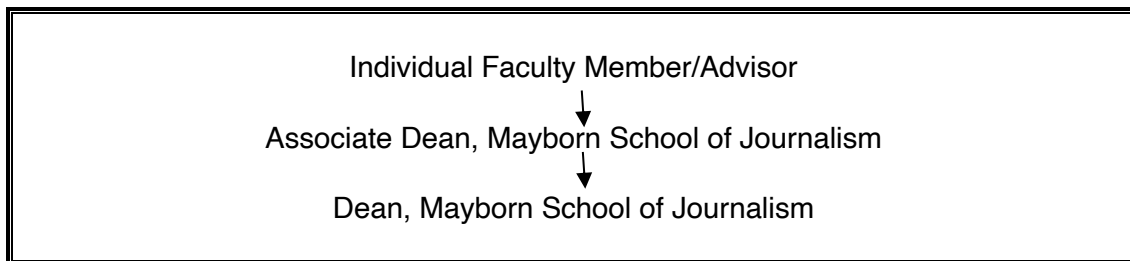 Individual Faculty Member/Advisor
Associate Dean, Mayborn School of Journalism
Dean, Mayborn School of Journalism